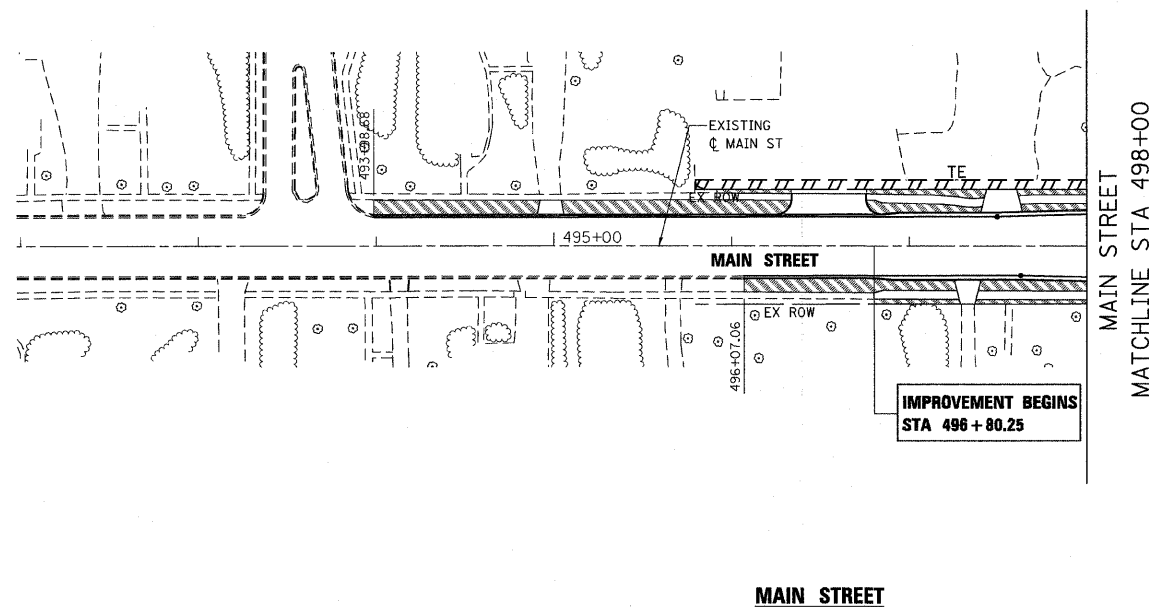 EXISTING
℄ MAIN ST
TE
EX ROW
495+00
MAIN STREET
EX ROW
496+07.06
IMPROVEMENT BEGINS
STA 496+80.25
MAIN STREET
MATCHLINE STA 498+00
MAIN STREET